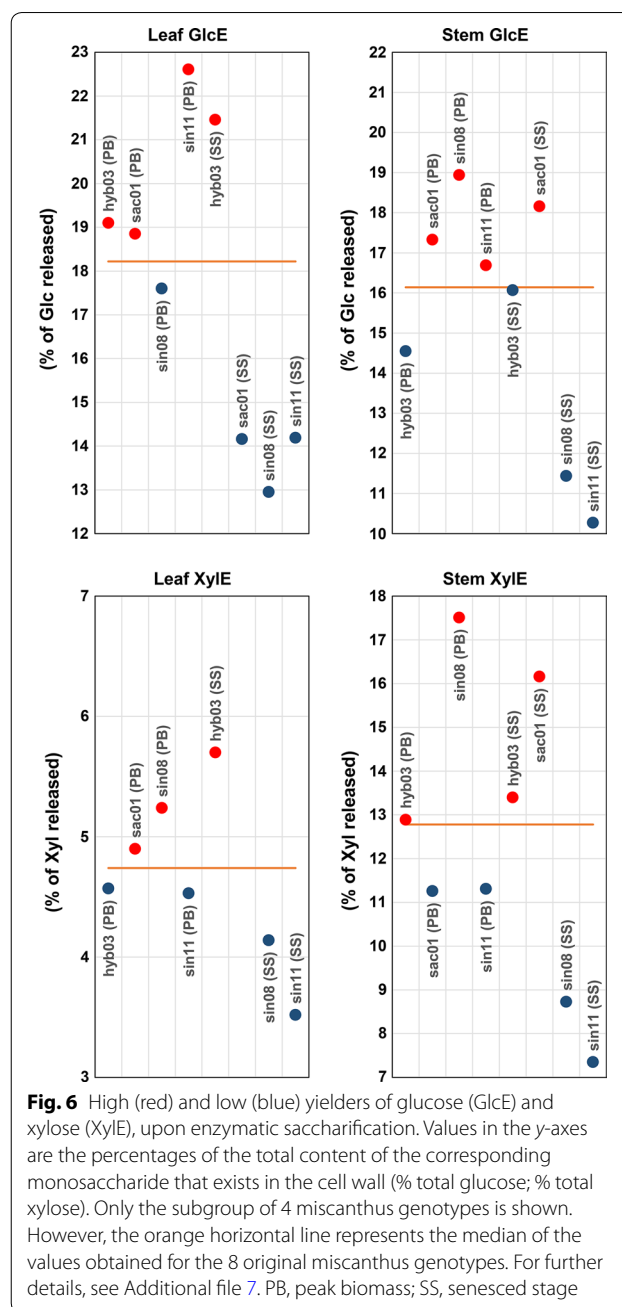 Leaf GlcE
Stem GlcE
(% of Glc released)
23
22
21
20
19
18
17
16
15
14
13
12
hyb03 (PB)
sac01 (PB)
sin08 (PB)
sin11 (PB)
hyb03 (SS)
sac01 (SS)
sin08 (SS)
sin11 (SS)
(% of Glc released)
22
21
20
19
18
17
16
15
14
13
12
11
10
hyb03 (PB)
sac01 (PB)
sin08 (PB)
sin11 (PB)
hyb03 (SS)
sac01 (SS)
sin08 (SS)
sin11 (SS)
Leaf XylE
Stem XylE
(% of Xyl released)
7
6
5
4
3
hyb03 (PB)
sac01 (PB)
sin08 (PB)
sin11 (PB)
hyb03 (SS)
sin08 (SS)
sin11 (SS)
(% of Xyl released)
18
17
16
15
14
13
12
11
10
9
8
7
hyb03 (PB)
sac01 (PB)
sin08 (PB)
sin11 (PB)
hyb03 (SS)
sac01 (SS)
sin08 (SS)
sin11 (SS)
Fig. 6 High (red) and low (blue) yielders of glucose (GlcE) and
xylose (XylE), upon enzymatic saccharification. Values in the y-axes
are the percentages of the total content of the corresponding
monosaccharide that exists in the cell wall (% total glucose; % total
xylose). Only the subgroup of 4 miscanthus genotypes is shown.
However, the orange horizontal line represents the median of the
values obtained for the 8 original miscanthus genotypes. For further
details, see Additional file 7. PB, peak biomass; SS, senesced stage